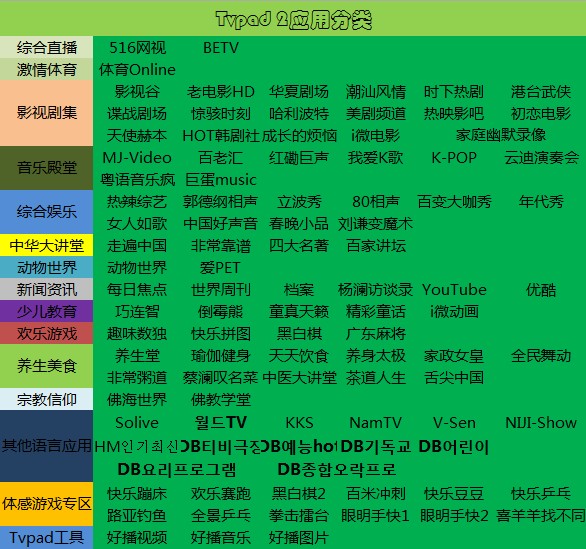 Tvpad 2应用分类
综合直播 516网视 BETV
激情体育 体育Online
影视谷 老电影HD 华夏剧场 潮汕风情 时下热剧 港台武侠
影视剧集 谍战剧场 惊骇时刻 哈利波特 美剧频道 热映影吧 初恋电影
天使赫本 HOT韩剧社 成长的烦恼 i微电影 家庭幽默录像
音乐殿堂 MJ-Video 百老汇 红磡巨声 我爱K歌 K-POP 云迪演奏会
粤语音乐疯 巨蛋music
综合娱乐 热辣综艺 郭德纲相声 立波秀 80相声 百变大咖秀 年代秀
女人如歌 中国好声音 春晚小品 刘谦变魔术
中华大讲堂 走遍中国 非常靠谱 四大名著 百家讲坛
动物世界 动物世界 爱PET
新闻资讯 每日焦点 世界周刊 档案 杨澜访谈录 YouTube 优酷
少儿教育 巧连智 倒霉熊 童真天籁 精彩童话 i微动画
欢乐游戏 趣味数独 快乐拼图 黑白棋 广东麻将
养生美食 养生堂 瑜伽健身 天天饮食 养身太极 家政女皇 全民舞动
非常粥道 蔡澜叹名菜 中医大讲堂 茶道人生 舌尖中国
宗教信仰 佛海世界 佛教学堂
Solive 월드TV KKS NamTV V-Sen NIJI-Show
其他语言应用 HM인기최신 DB티비극장 DB예능hot DB기독교 DB어린이
DB요리프로그램 DB종합오락프로
体感游戏专区 快乐蹦床 欢乐赛跑 黑白棋2 百米冲刺 快乐豆豆 快乐乒乓
路亚钓鱼 全景乒乓 拳击擂台 眼明手快1 眼明手快2 喜羊羊找不同
Tvpad工具 好播视频 好播音乐 好播图片